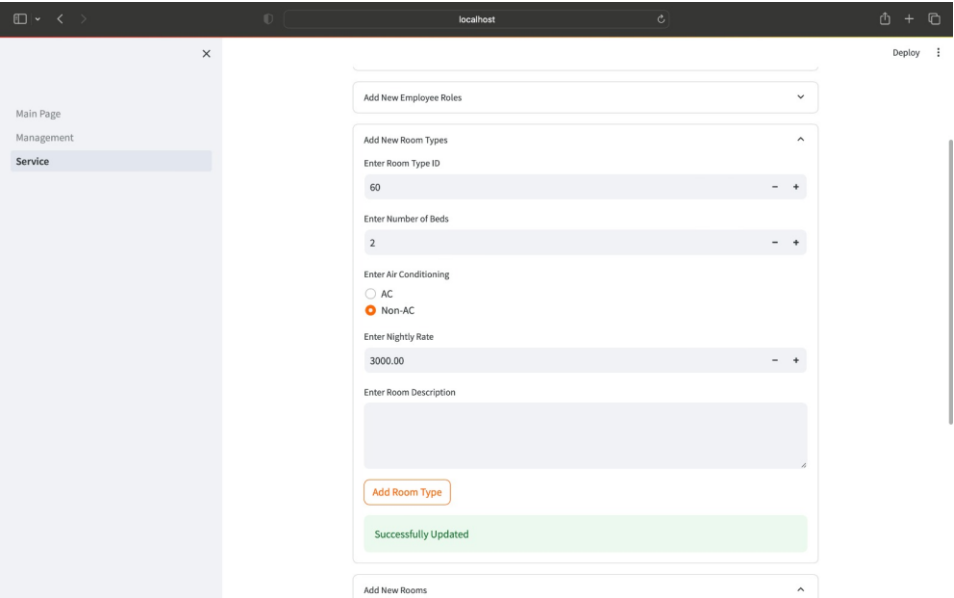 localhost
Deploy
Main Page
Management
Service
Add New Employee Roles
Add New Room Types
Enter Room Type ID
60
Enter Number of Beds
2
Enter Air Conditioning
AC
Non-AC
Enter Nightly Rate
3000.00
Enter Room Description
Add Room Type
Successfully Updated
Add New Rooms